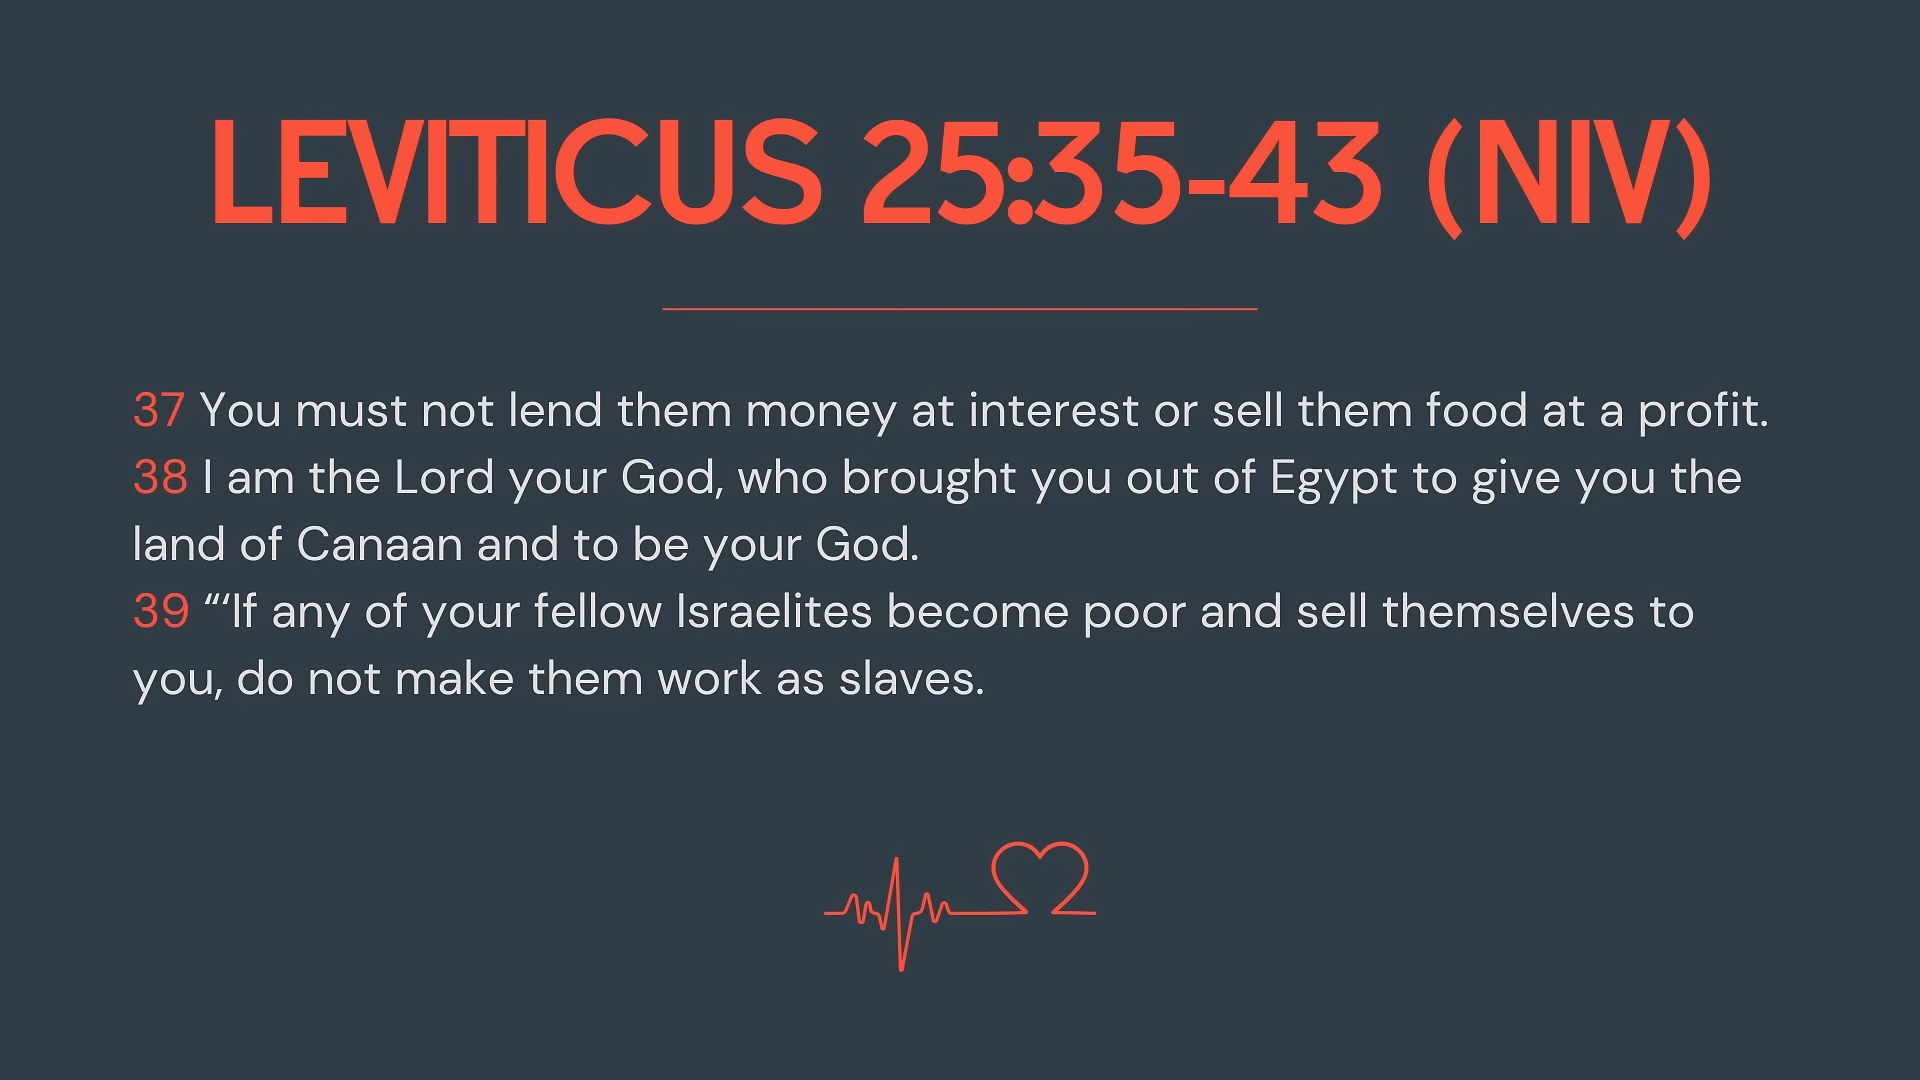 LEVITICUS 25:35-43 (NIV)
37 You must not lend them money at interest or sell them food at a profit.
38 I am the Lord your God, who brought you out of Egypt to give you the
land of Canaan and to be your God.
39 “‘If any of your fellow Israelites become poor and sell themselves to
you, do not make them work as slaves.